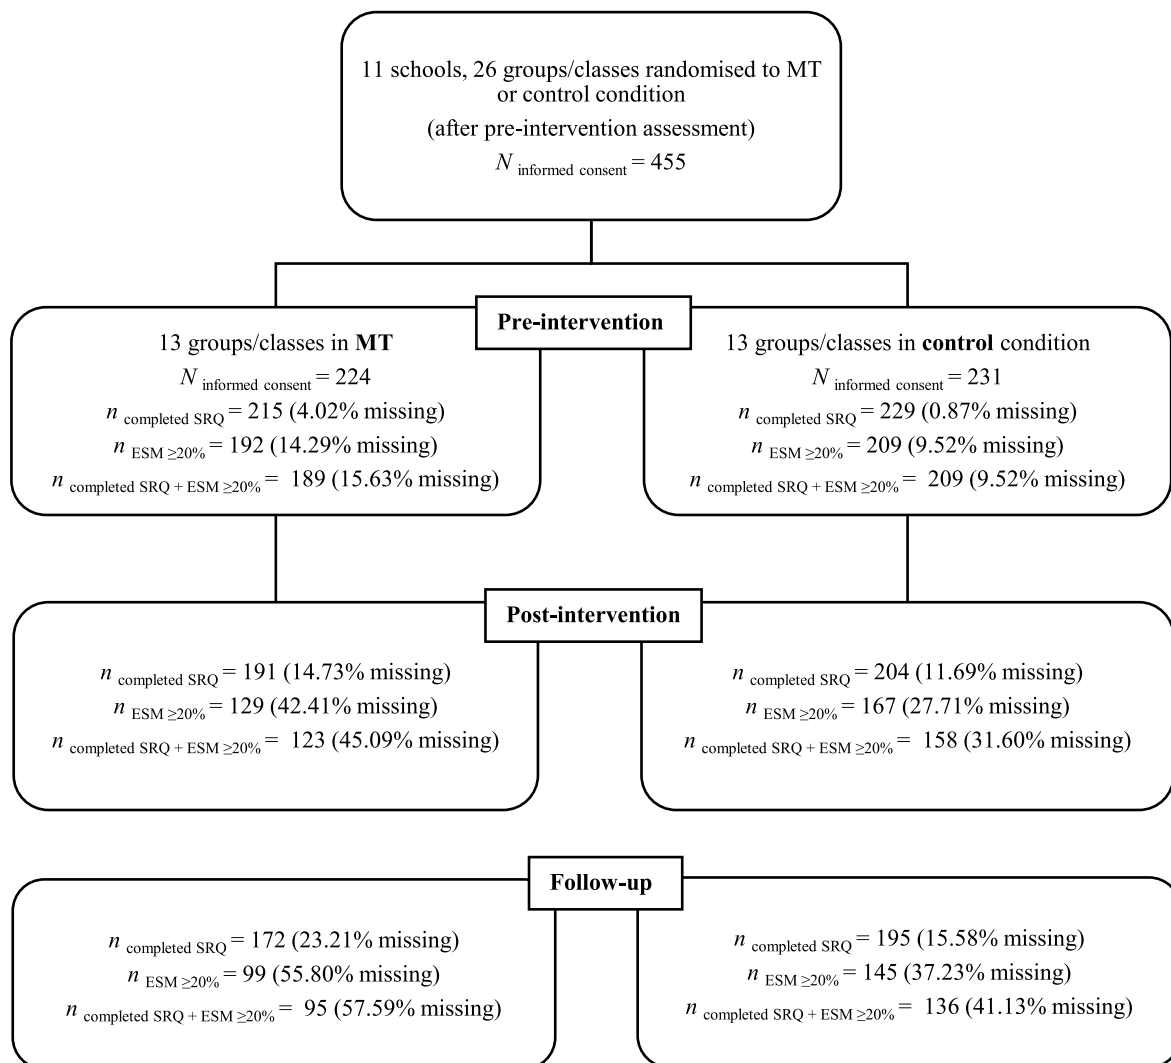 11 schools, 26 groups/classes randomised to MT
or control condition
(after pre-intervention assessment)
N informed consent = 455
Pre-intervention
13 groups/classes in MT
N informed consent = 224
n completed SRQ = 215 (4.02% missing)
n ESM ≥20% = 192 (14.29% missing)
n completed SRQ + ESM ≥20% = 189 (15.63% missing)
13 groups/classes in control condition
N informed consent = 231
n completed SRQ = 229 (0.87% missing)
n ESM ≥20% = 209 (9.52% missing)
n completed SRQ + ESM ≥20% = 209 (9.52% missing)
Post-intervention
n completed SRQ = 191 (14.73% missing)
n ESM ≥20% = 129 (42.41% missing)
n completed SRQ + ESM ≥20% = 123 (45.09% missing)
n completed SRQ = 204 (11.69% missing)
n ESM ≥20% = 167 (27.71% missing)
n completed SRQ + ESM ≥20% = 158 (31.60% missing)
Follow-up
n completed SRQ = 172 (23.21% missing)
n ESM ≥20% = 99 (55.80% missing)
n completed SRQ + ESM ≥20% = 95 (57.59% missing)
n completed SRQ = 195 (15.58% missing)
n ESM ≥20% = 145 (37.23% missing)
n completed SRQ + ESM ≥20% = 136 (41.13% missing)